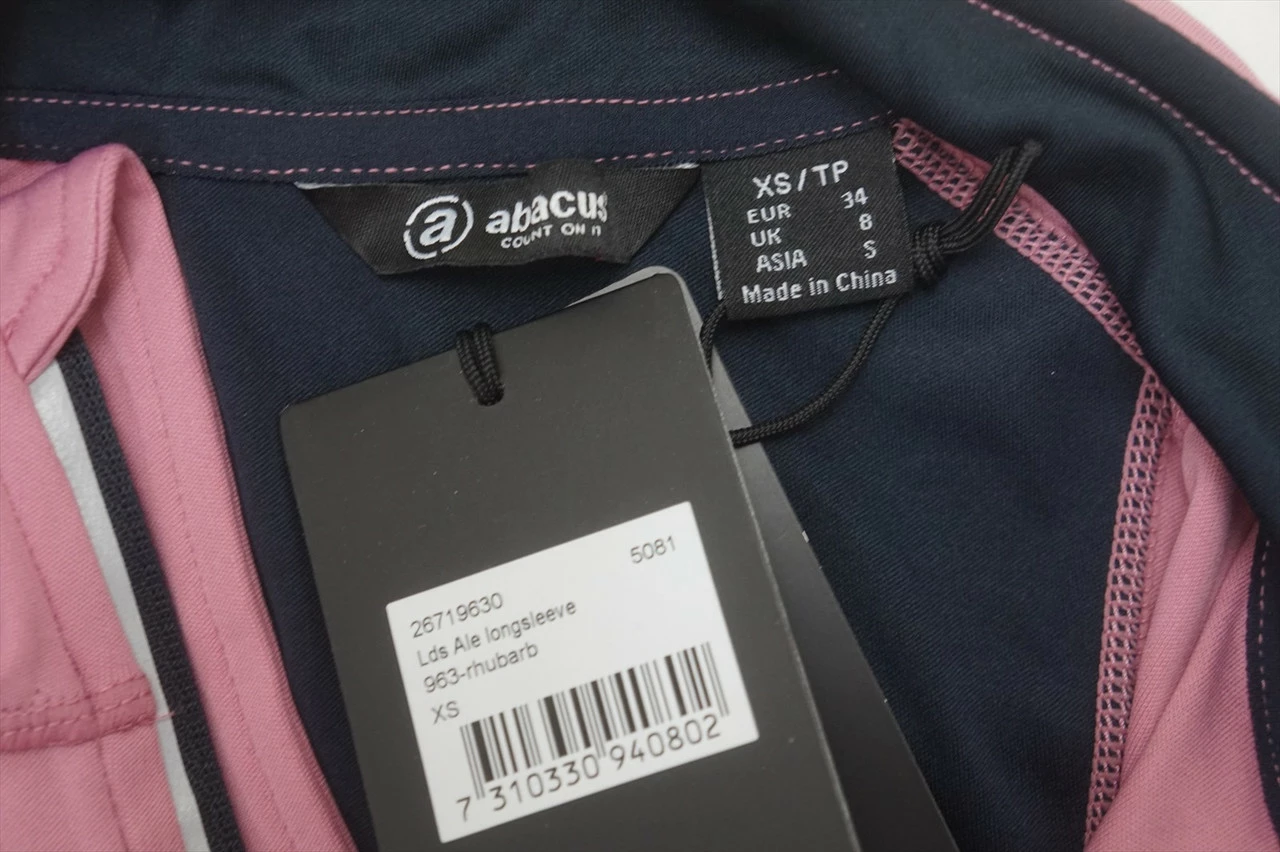 a abacus
COUNT ON IT
XS / TP
EUR 34
UK 8
ASIA S
Made in China
5081
26719630
Lds Ale longsleeve
963-rhubarb
XS
7 310330 940802